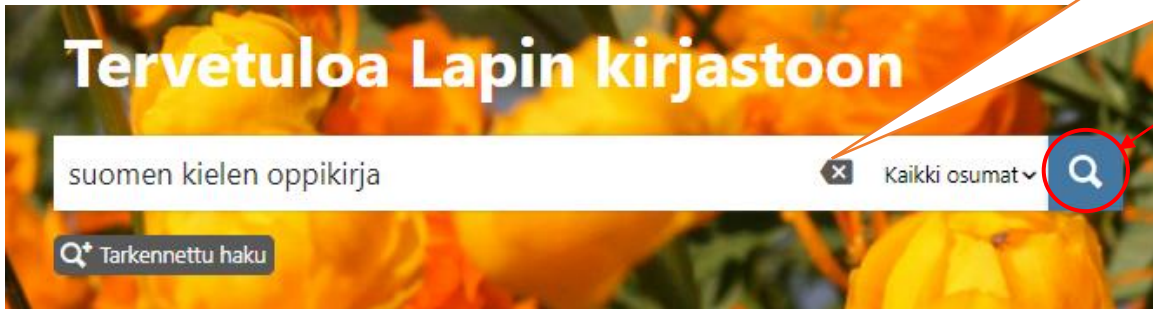 Tervetuloa Lapin kirjastoon
suomen kielen oppikirja
Kaikki osumat
Tarkennettu haku